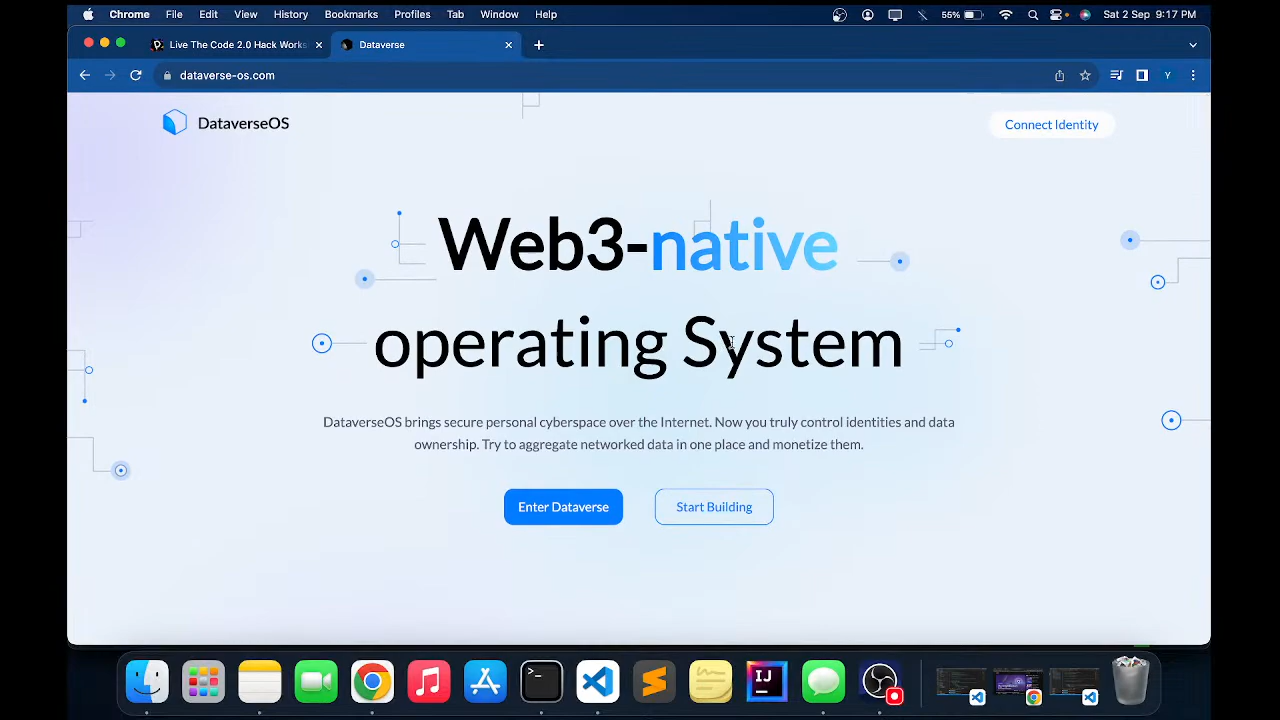 Chrome File Edit View History Bookmarks Profiles Tab Window Help 55% Sat 2 Sep 9:17 PM
Live The Code 2.0 Hack Works Dataverse
dataverse-os.com Y
DataverseOS Connect Identity
Web3-native
operating System
DataverseOS brings secure personal cyberspace over the Internet. Now you truly control identities and data
ownership. Try to aggregate networked data in one place and monetize them.
Enter Dataverse Start Building
IJ